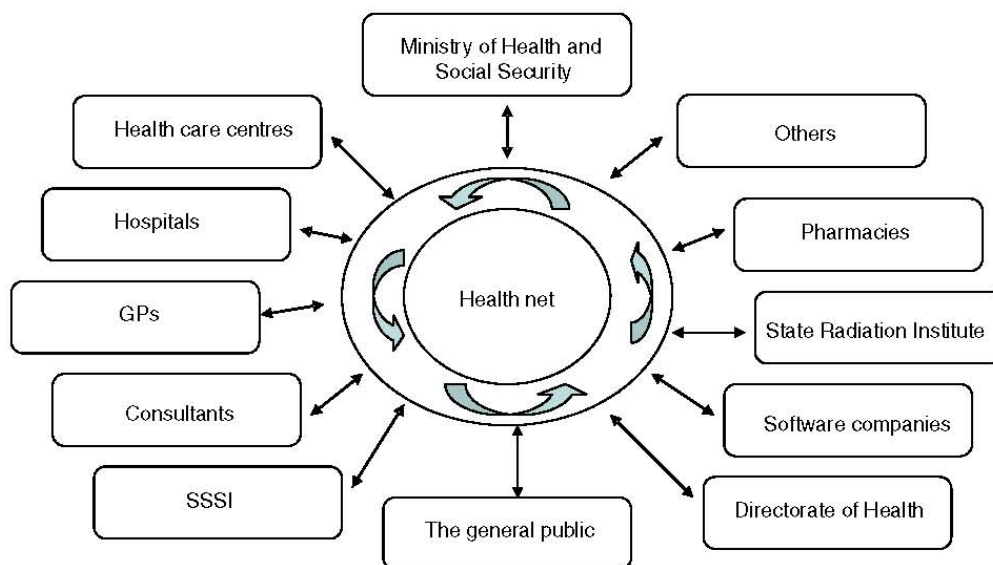 Ministry of Health and
Social Security
Health care centres
Others
Hospitals
Pharmacies
GPs
Health net
State Radiation Institute
Consultants
Software companies
SSSI
The general public
Directorate of Health